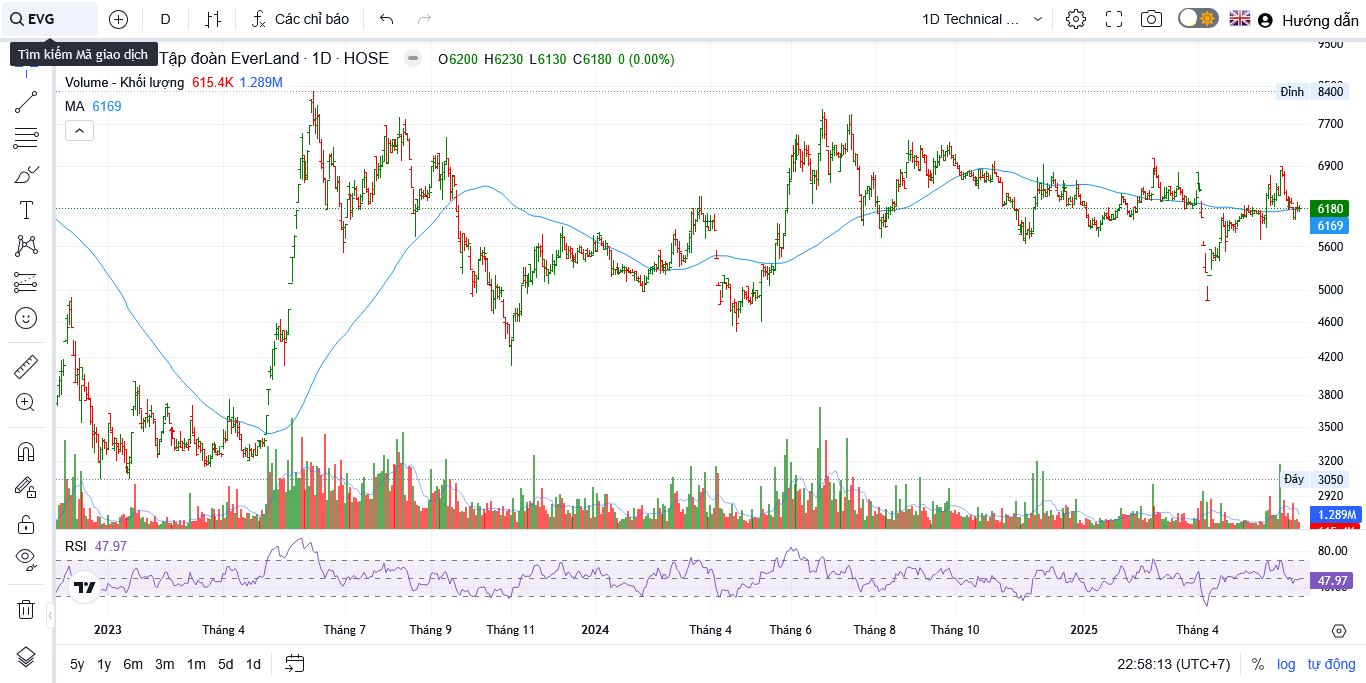 EVG
D
Các chỉ báo
1D Technical ...
Hướng dẫn
Tìm kiếm Mã giao dịch
Tập đoàn EverLand · 1D · HOSE
O6200 H6230 L6130 C6180 0 (0.00%)
Volume - Khối lượng 615.4K 1.289M
MA 6169
9500
Đỉnh 8400
7700
6900
6180
6169
5600
5000
4600
4200
3800
3500
3200
Đáy 3050
2920
1.289M
RSI 47.97
80.00
47.97
2023
Tháng 4
Tháng 7
Tháng 9
Tháng 11
2024
Tháng 4
Tháng 6
Tháng 8
Tháng 10
2025
Tháng 4
5y 1y 6m 3m 1m 5d 1d
22:58:13 (UTC+7)
% log tự động